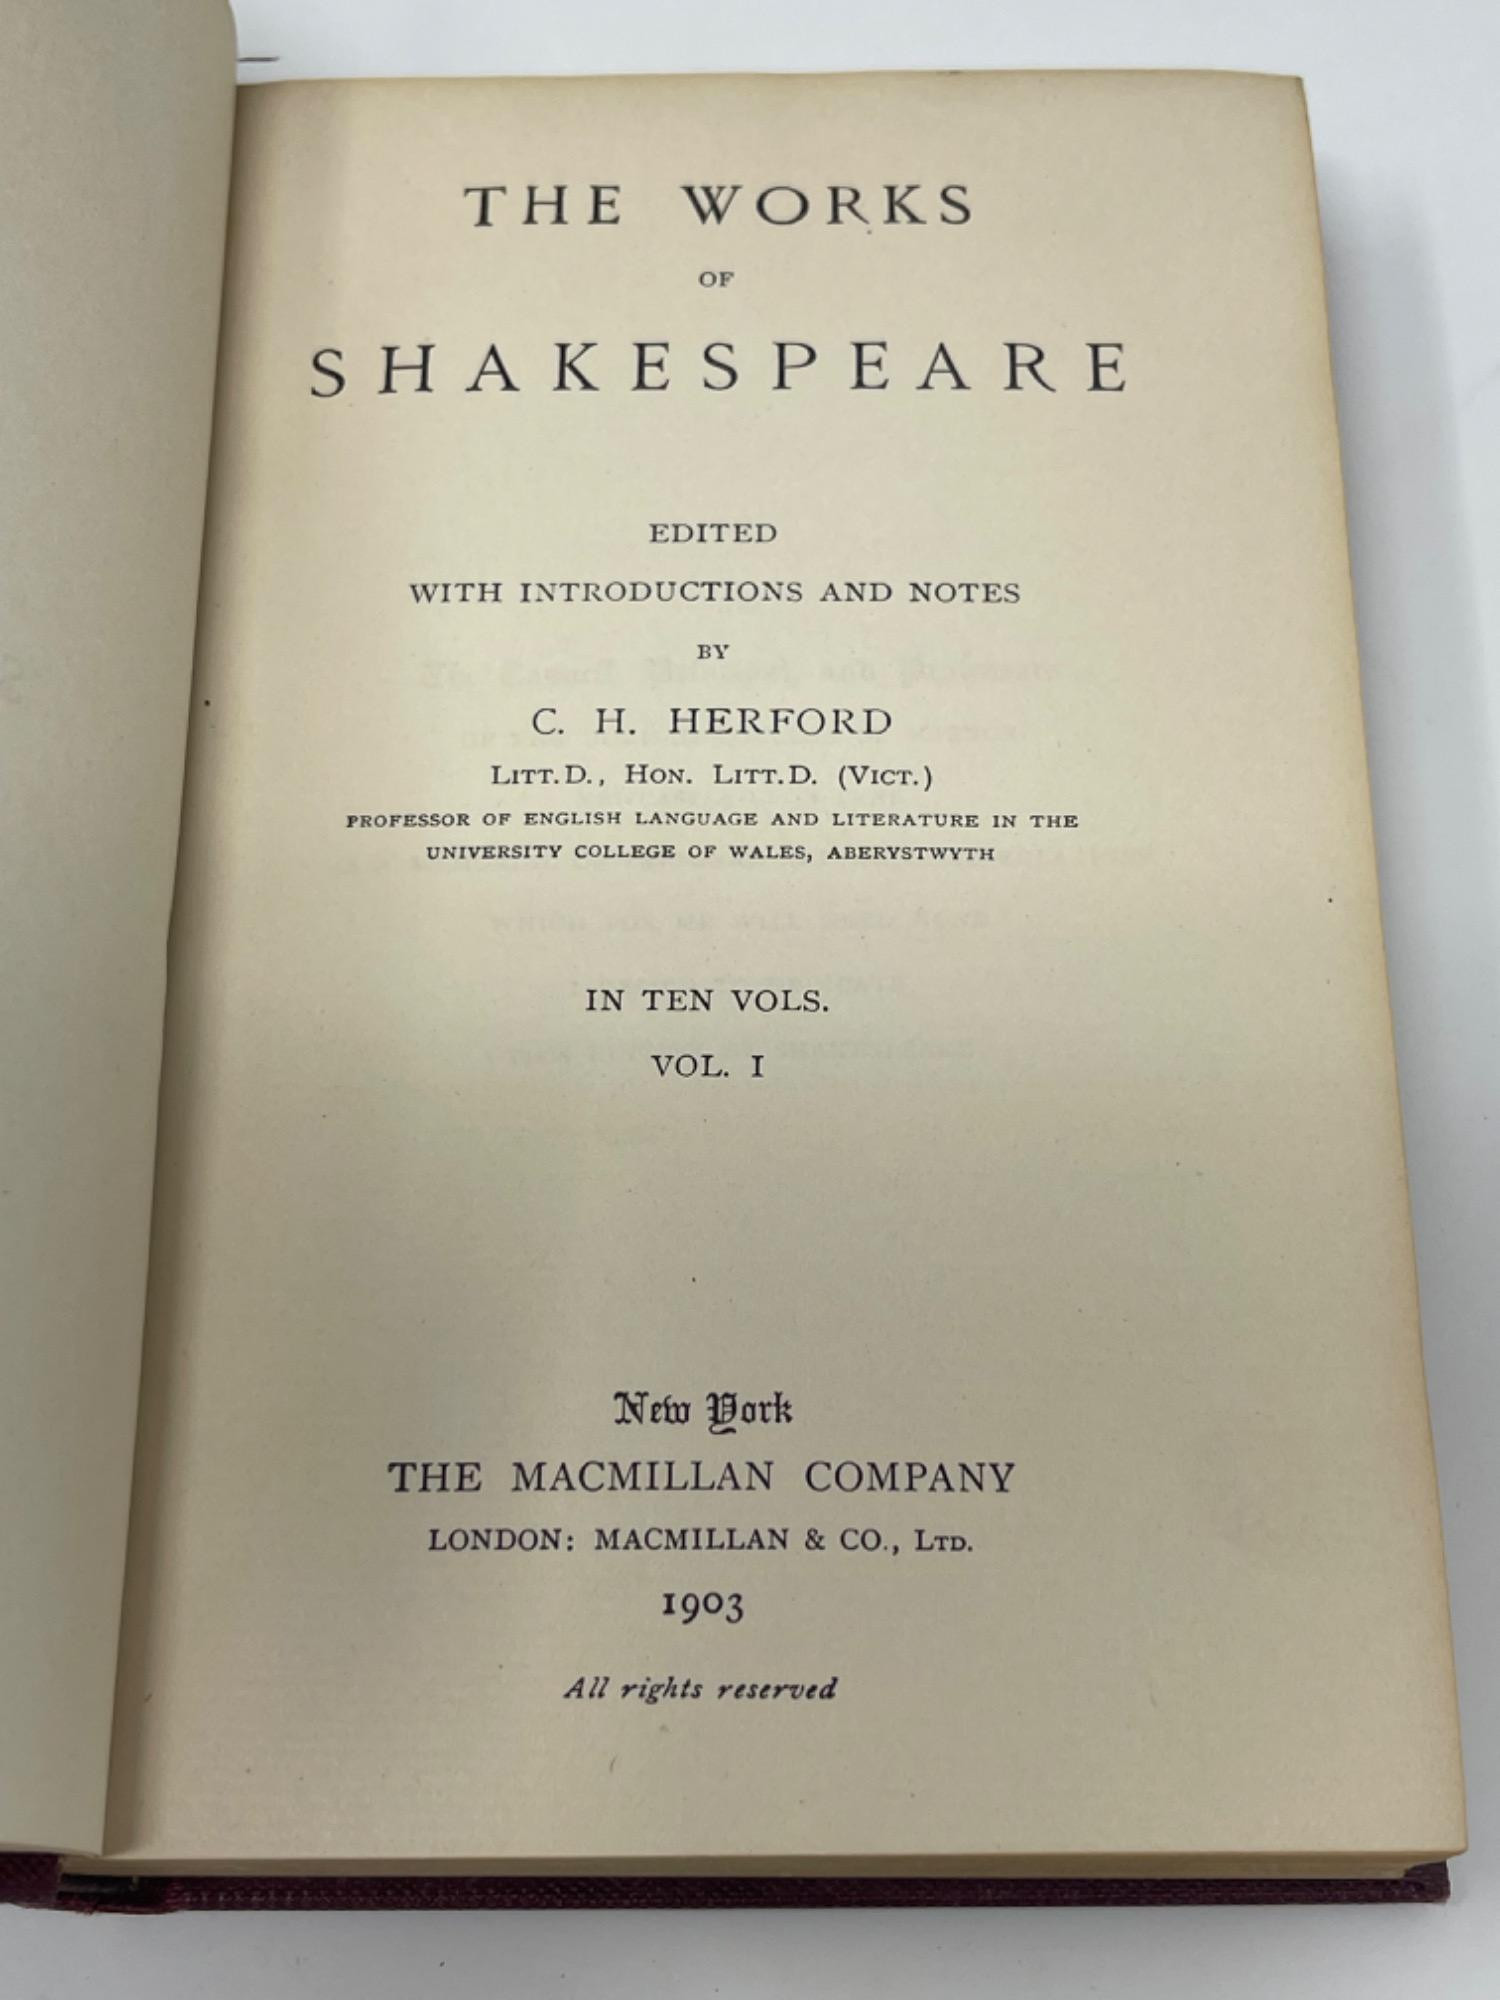 THE WORKS
OF
SHAKESPEARE
EDITED
WITH INTRODUCTIONS AND NOTES
BY
C. H. HERFORD
LITT.D., HON. LITT.D. (VICT.)
PROFESSOR OF ENGLISH LANGUAGE AND LITERATURE IN THE
UNIVERSITY COLLEGE OF WALES, ABERYSTWYTH
IN TEN VOLS.
VOL. I
New York
THE MACMILLAN COMPANY
LONDON: MACMILLAN & CO., LTD.
1903
All rights reserved